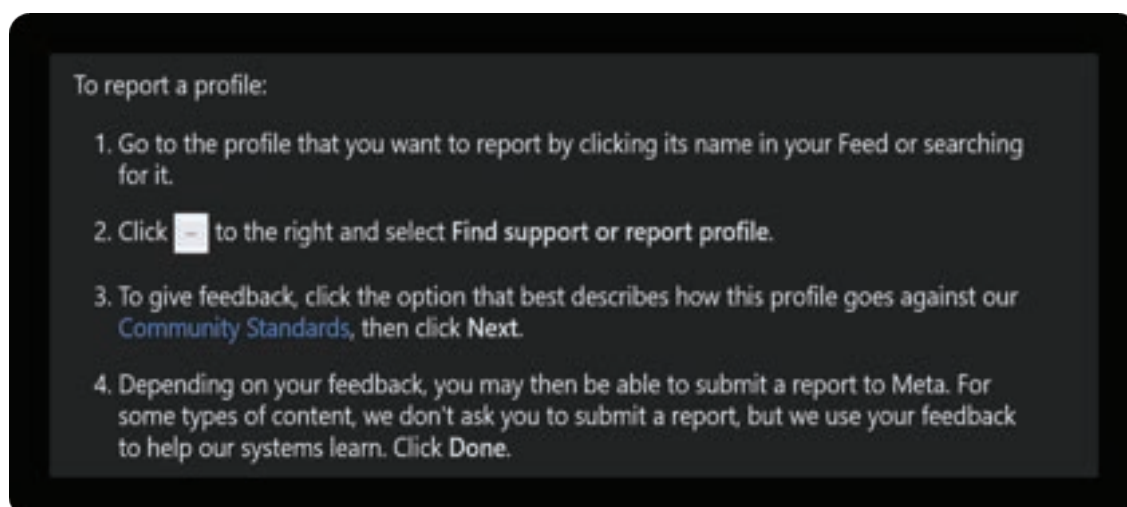 To report a profile:
1. Go to the profile that you want to report by clicking its name in your Feed or searching
for it.
2. Click to the right and select Find support or report profile.
3. To give feedback, click the option that best describes how this profile goes against our
Community Standards, then click Next.
4. Depending on your feedback, you may then be able to submit a report to Meta. For
some types of content, we don't ask you to submit a report, but we use your feedback
to help our systems learn. Click Done.